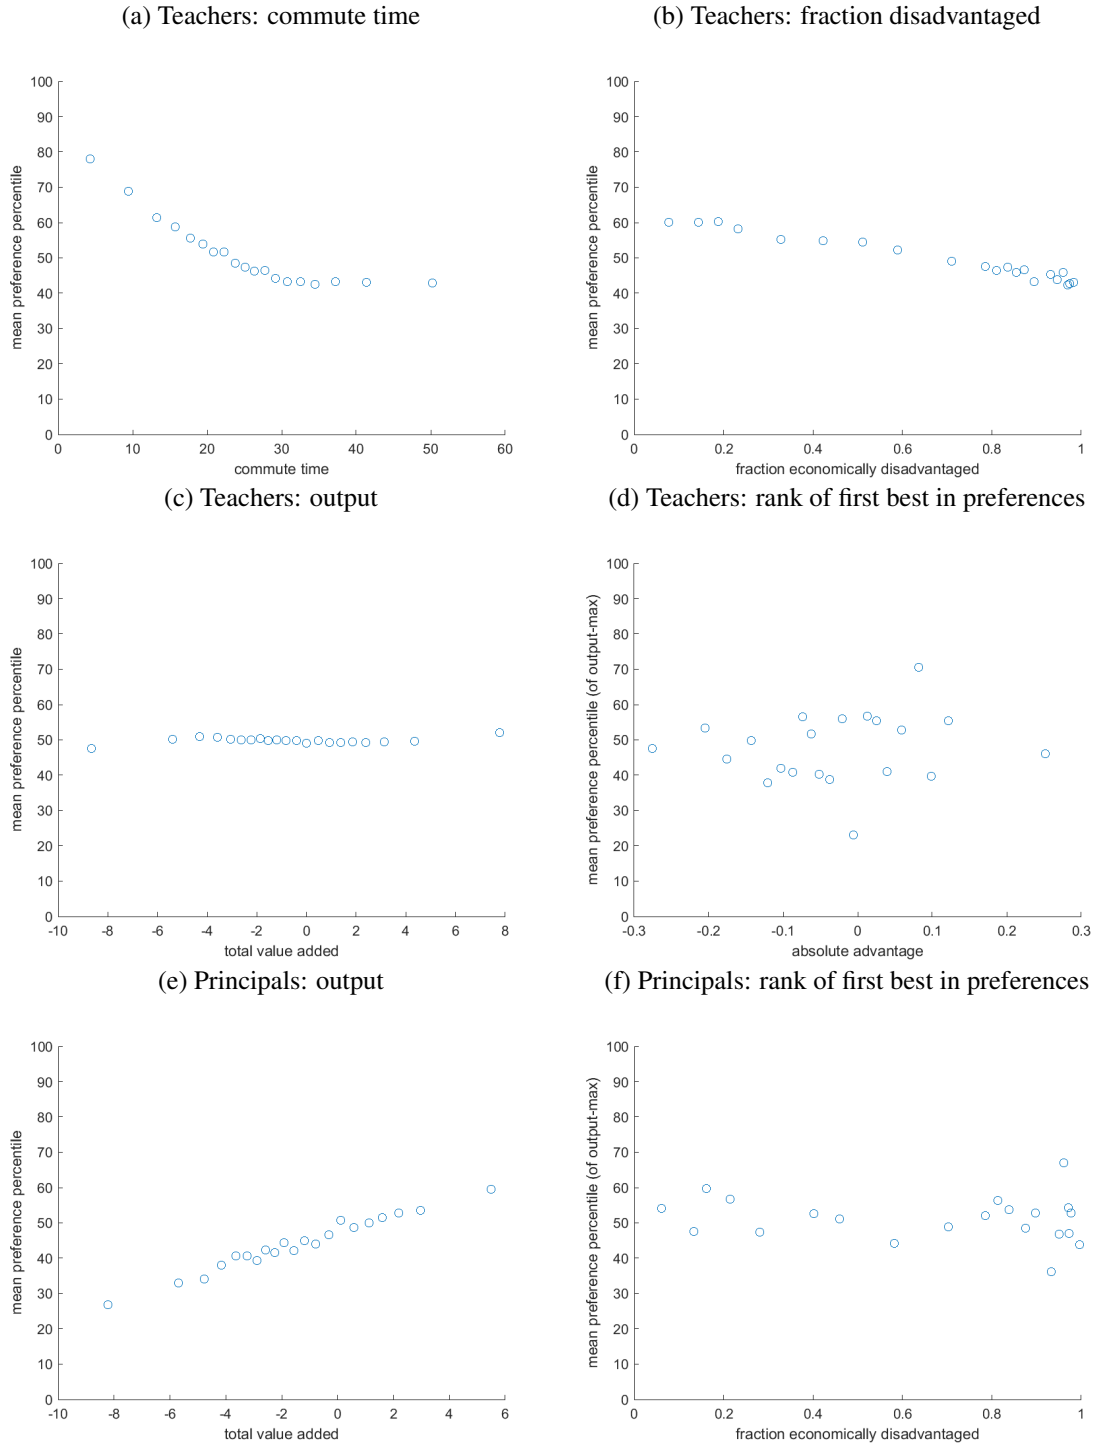 (a) Teachers: commute time
(b) Teachers: fraction disadvantaged
100
90
80
70
60
50
40
30
20
10
0
mean preference percentile
0 10 20 30 40 50 60
commute time
100
90
80
70
60
50
40
30
20
10
0
mean preference percentile
0 0.2 0.4 0.6 0.8 1
fraction economically disadvantaged
(c) Teachers: output
(d) Teachers: rank of first best in preferences
100
90
80
70
60
50
40
30
20
10
0
mean preference percentile
-10 -8 -6 -4 -2 0 2 4 6 8
total value added
100
90
80
70
60
50
40
30
20
10
0
mean preference percentile (of output-max)
-0.3 -0.2 -0.1 0 0.1 0.2 0.3
absolute advantage
(e) Principals: output
(f) Principals: rank of first best in preferences
100
90
80
70
60
50
40
30
20
10
0
mean preference percentile
-10 -8 -6 -4 -2 0 2 4 6
total value added
100
90
80
70
60
50
40
30
20
10
0
mean preference percentile (of output-max)
0 0.2 0.4 0.6 0.8 1
fraction economically disadvantaged